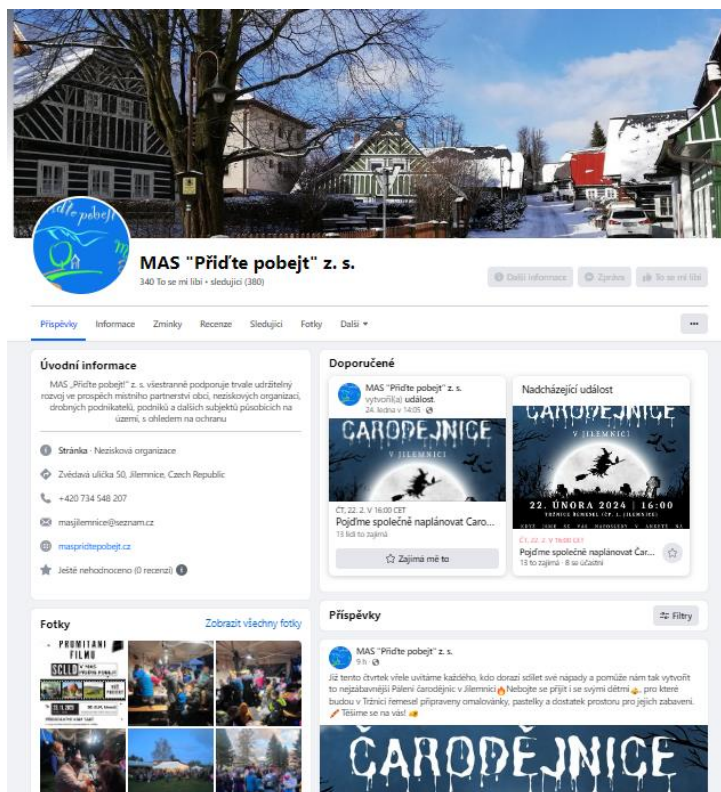 MAS "Přiďte pobejt" z. s.
340 To se mi líbí • sledující (380)
Další informace
Zpráva
To se mi líbí
Příspěvky
Informace
Zmínky
Recenze
Sledující
Fotky
Další
Úvodní informace
MAS „Přiďte pobejt!“ z. s. všestranně podporuje trvale udržitelný
rozvoj ve prospěch místního partnerství obcí, neziskových organizací,
drobných podnikatelů, podniků a dalších subjektů působících na
území, s ohledem na ochranu
Stránka · Nezisková organizace
Zvědavá ulička 50, Jilemnice, Czech Republic
+420 734 548 207
masjilemnice@seznam.cz
maspridtepobejt.cz
Ještě nehodnoceno (0 recenzí)
Fotky
Zobrazit všechny fotky
PROMÍTÁNÍ
FILMU
SCLLD
Doporučené
MAS "Přiďte pobejt" z. s.
vytvořil(a) událost.
24. ledna v 14:05
ČARODEJNICE
V JILEMNICI
ČT, 22. 2. V 16:00 CET
Pojďme společně naplánovat Čaro...
13 lidí to zajímá
Zajímá mě to
Nadcházející událost
ČARODEJNICE
V JILEMNICI
22. ÚNORA 2024 | 16:00
TRŽNICE ŘEMESEL (ČP. 1, JILEMNICE)
ČT, 22. 2. V 16:00 CET
Pojďme společně naplánovat Čar...
13 to zajímá · 8 se účastní
Příspěvky
Filtry
MAS "Přiďte pobejt" z. s.
9 h
Již tento čtvrtek vřele uvítáme každého, kdo dorazí sdílet své nápady a pomůže nám tak vytvořit
to nejzábavnější Pálení čarodějnic v Jilemnici🔥Nebojte se přijít i se svými dětmi, pro které
budou v Tržnici řemesel připraveny omalovánky, pastelky a dostatek prostoru pro jejich zabavení.
Těšíme se na vás!
ČARODĚJNICE